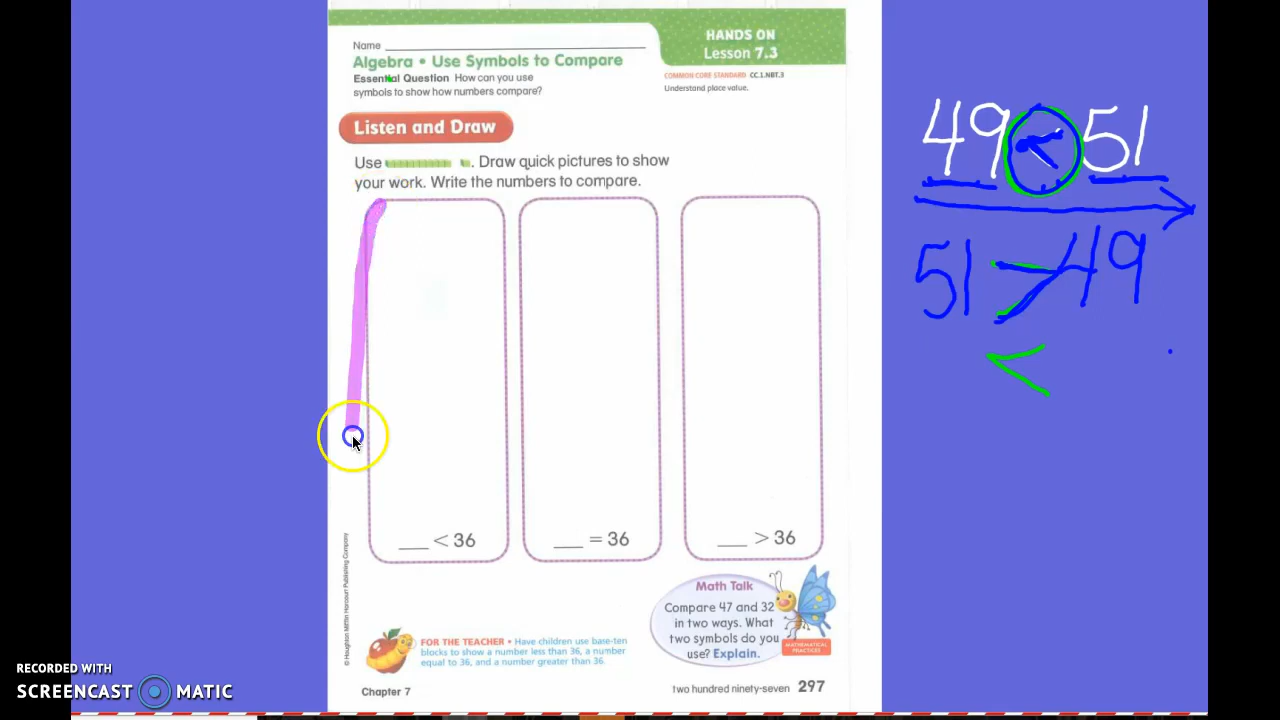 HANDS ON
Lesson 7.3
Name
Algebra • Use Symbols to Compare
Essential Question How can you use
symbols to show how numbers compare?
COMMON CORE STANDARD CC.1.NBT.3
Understand place value.
Listen and Draw
Use . Draw quick pictures to show
your work. Write the numbers to compare.
___ < 36
___ = 36
___ > 36
49 < 51
51 > 49
<
Math Talk
Compare 47 and 32
in two ways. What
two symbols do you
use? Explain.
MATHEMATICAL
PRACTICES
FOR THE TEACHER • Have children use base-ten
blocks to show a number less than 36, a number
equal to 36, and a number greater than 36.
© Houghton Mifflin Harcourt Publishing Company
Chapter 7
two hundred ninety-seven 297
RECORDED WITH
SCREENCAST MATIC